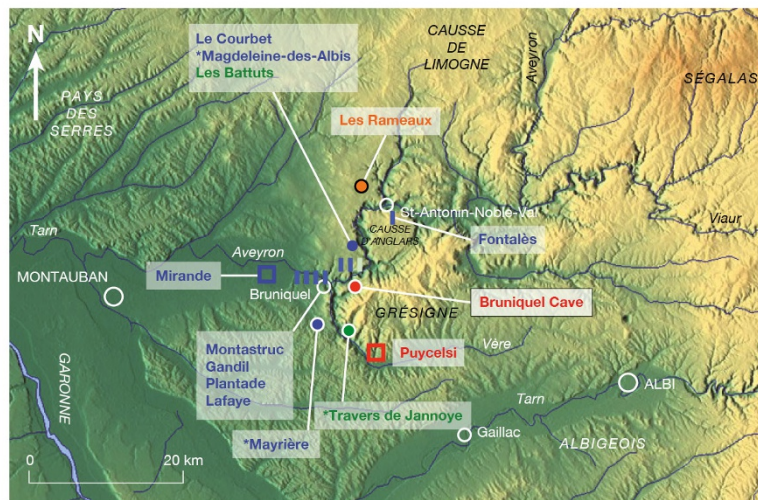 N
Le Courbet
*Magdeleine-des-Albis
Les Battuts
CAUSSE
DE
LIMOGNE
Aveyron
SÉGALAS
PAYS
DES
SERRES
Les Rameaux
St-Antonin-Noble-Val
CAUSSE
D'ANGLARS
Viaur
Tarn
Aveyron
Fontalès
Mirande
MONTAUBAN
Bruniquel
Bruniquel Cave
GRÉSIGNE
Montastruc
Gandil
Plantade
Lafaye
Puycelsi
Vère
GARONNE
ALBI
*Travers de Jannoye
Tarn
*Mayrière
Gaillac
ALBIGEOIS
0
20 km